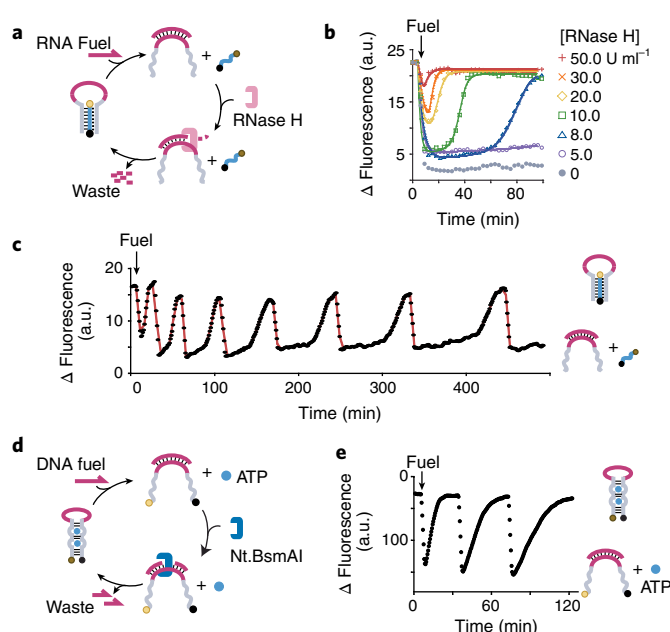 a
RNA Fuel
+
RNase H
+
Waste
b
Fuel
[RNase H]
50.0 U ml⁻¹
30.0
20.0
10.0
8.0
5.0
0
Δ Fluorescence (a.u.)
25
15
5
0 40 80
Time (min)
c
Fuel
Δ Fluorescence
(a.u.)
20
10
0
0 100 200 300 400
Time (min)
+
d
DNA fuel
+ ATP
Nt.BsmAI
+
Waste
e
Fuel
Δ Fluorescence
(a.u.)
0
100
0 60 120
Time (min)
+
ATP